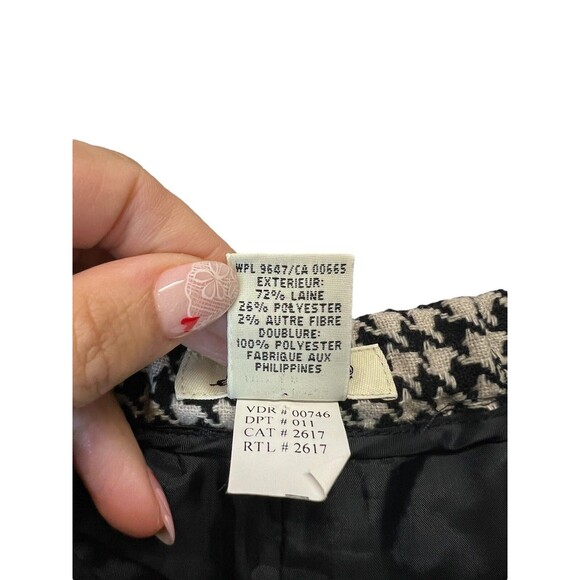 WPL 9647/CA 00665
EXTERIEUR:
72% LAINE
26% POLYESTER
2% AUTRE FIBRE
DOUBLURE:
100% POLYESTER
FABRIQUE AUX
PHILIPPINES
VDR # 00746
DPT # 011
CAT # 2617
RTL # 2617